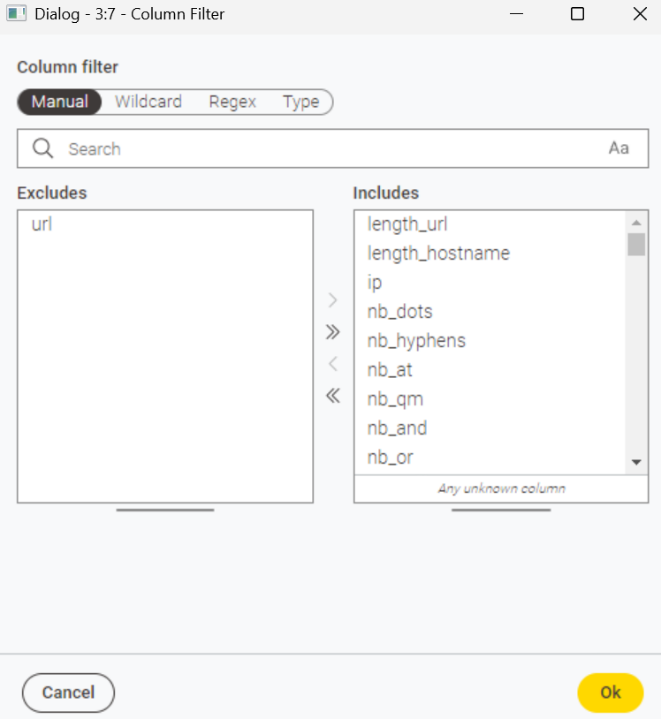 Dialog - 3:7 - Column Filter
Column filter
Manual Wildcard Regex Type
Search Aa
Excludes
url
Includes
length_url
length_hostname
ip
nb_dots
nb_hyphens
nb_at
nb_qm
nb_and
nb_or
Any unknown column
Cancel Ok